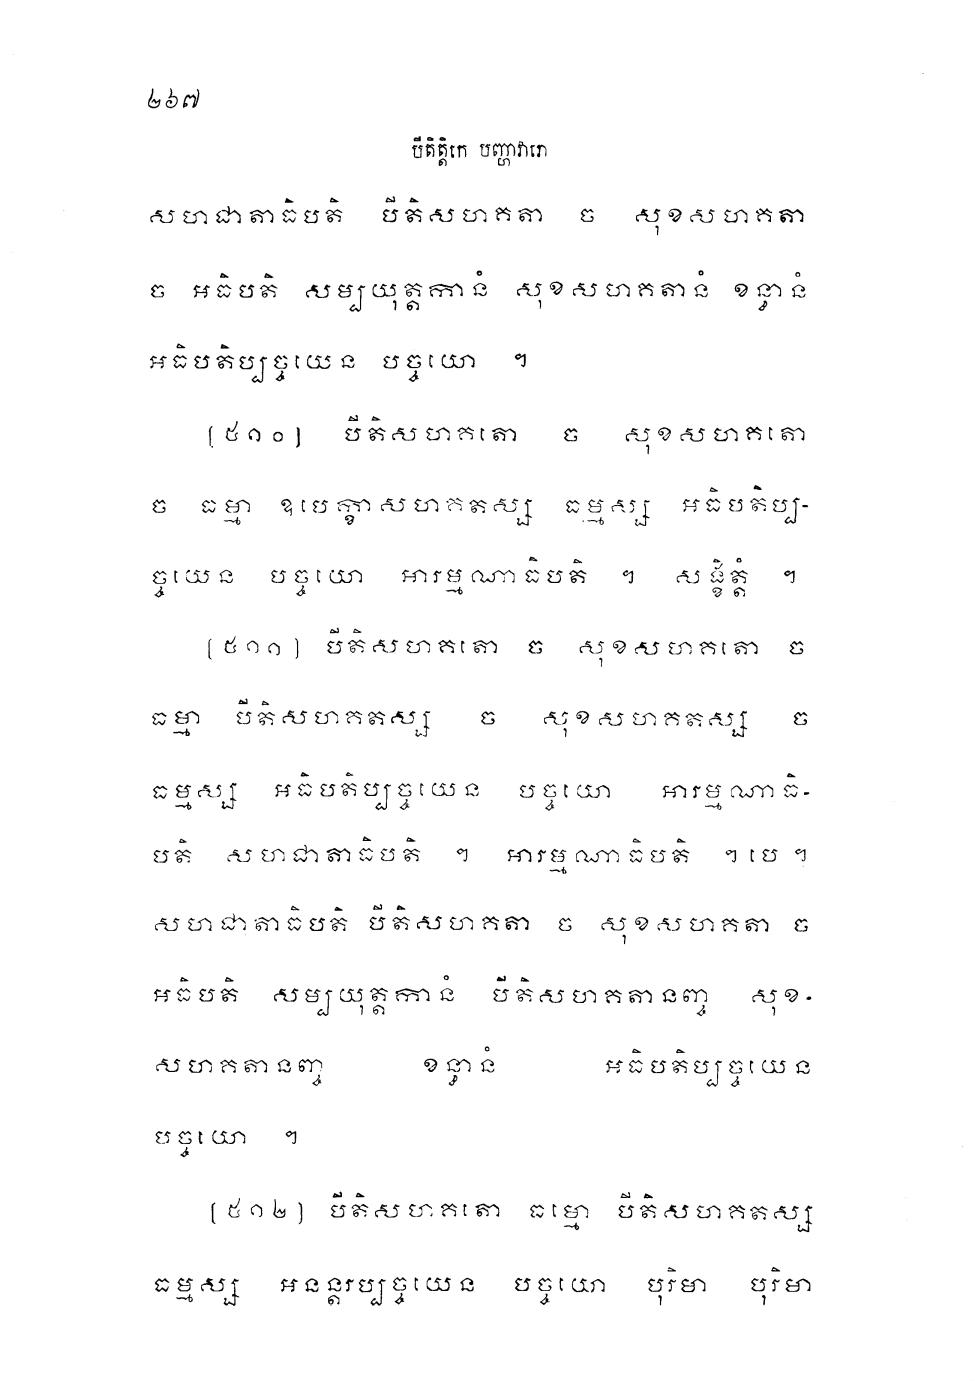 ២៦៧
បីតិត្តិកេ បញ្ហាវារោ
សហជាតាធិបតិ បីតិសហគតា ច សុខសហគតា
ច អធិបតិ សម្បយុត្តកានំ សុខសហគតានំ ខន្ធានំ
អធិបតិប្បច្ចយេន បច្ចយោ ។
[៥១០] បីតិសហគតោ ច សុខសហគតោ
ច ធម្មា ឧបេក្ខាសហគតស្ស ធម្មស្ស អធិបតិប្ប-
ច្ចយេន បច្ចយោ អារម្មណាធិបតិ ។ សង្ខិត្តំ ។
[៥១១] បីតិសហគតោ ច សុខសហគតោ ច
ធម្មា បីតិសហគតស្ស ច សុខសហគតស្ស ច
ធម្មស្ស អធិបតិប្បច្ចយេន បច្ចយោ អារម្មណាធិ-
បតិ សហជាតាធិបតិ ។ អារម្មណាធិបតិ ។បេ។
សហជាតាធិបតិ បីតិសហគតា ច សុខសហគតា ច
អធិបតិ សម្បយុត្តកានំ បីតិសហគតានញ្ច សុខ-
សហគតានញ្ច ខន្ធានំ អធិបតិប្បច្ចយេន
បច្ចយោ ។
[៥១២] បីតិសហគតោ ធម្មោ បីតិសហគតស្ស
ធម្មស្ស អនន្តរប្បច្ចយេន បច្ចយោ បុរិមា បុរិមា